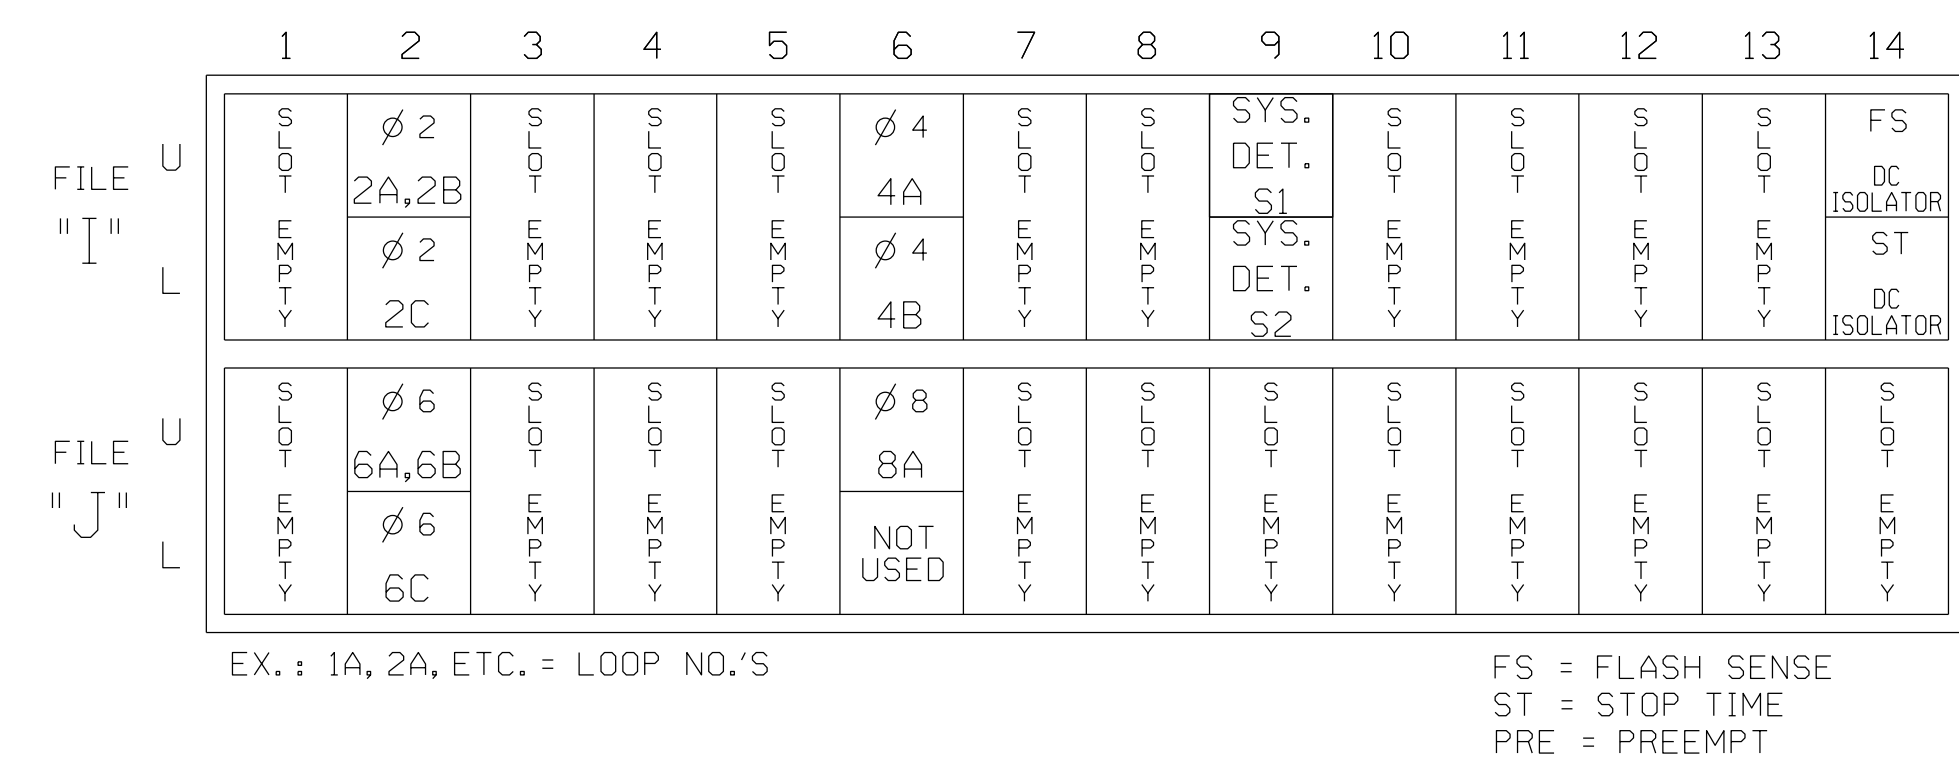 1 2 3 4 5 6 7 8 9 10 11 12 13 14
FILE "I"
U
L
SLOT EMPTY
ø 2
2A,2B
ø 2
2C
SLOT EMPTY
SLOT EMPTY
SLOT EMPTY
ø 4
4A
ø 4
4B
SLOT EMPTY
SLOT EMPTY
SYS.
DET.
S1
SYS.
DET.
S2
SLOT EMPTY
SLOT EMPTY
SLOT EMPTY
SLOT EMPTY
FS
DC
ISOLATOR
ST
DC
ISOLATOR
FILE "J"
U
L
SLOT EMPTY
ø 6
6A,6B
ø 6
6C
SLOT EMPTY
SLOT EMPTY
SLOT EMPTY
ø 8
8A
NOT
USED
SLOT EMPTY
SLOT EMPTY
SLOT EMPTY
SLOT EMPTY
SLOT EMPTY
SLOT EMPTY
SLOT EMPTY
SLOT EMPTY
EX.: 1A, 2A, ETC. = LOOP NO.'S
FS = FLASH SENSE
ST = STOP TIME
PRE = PREEMPT